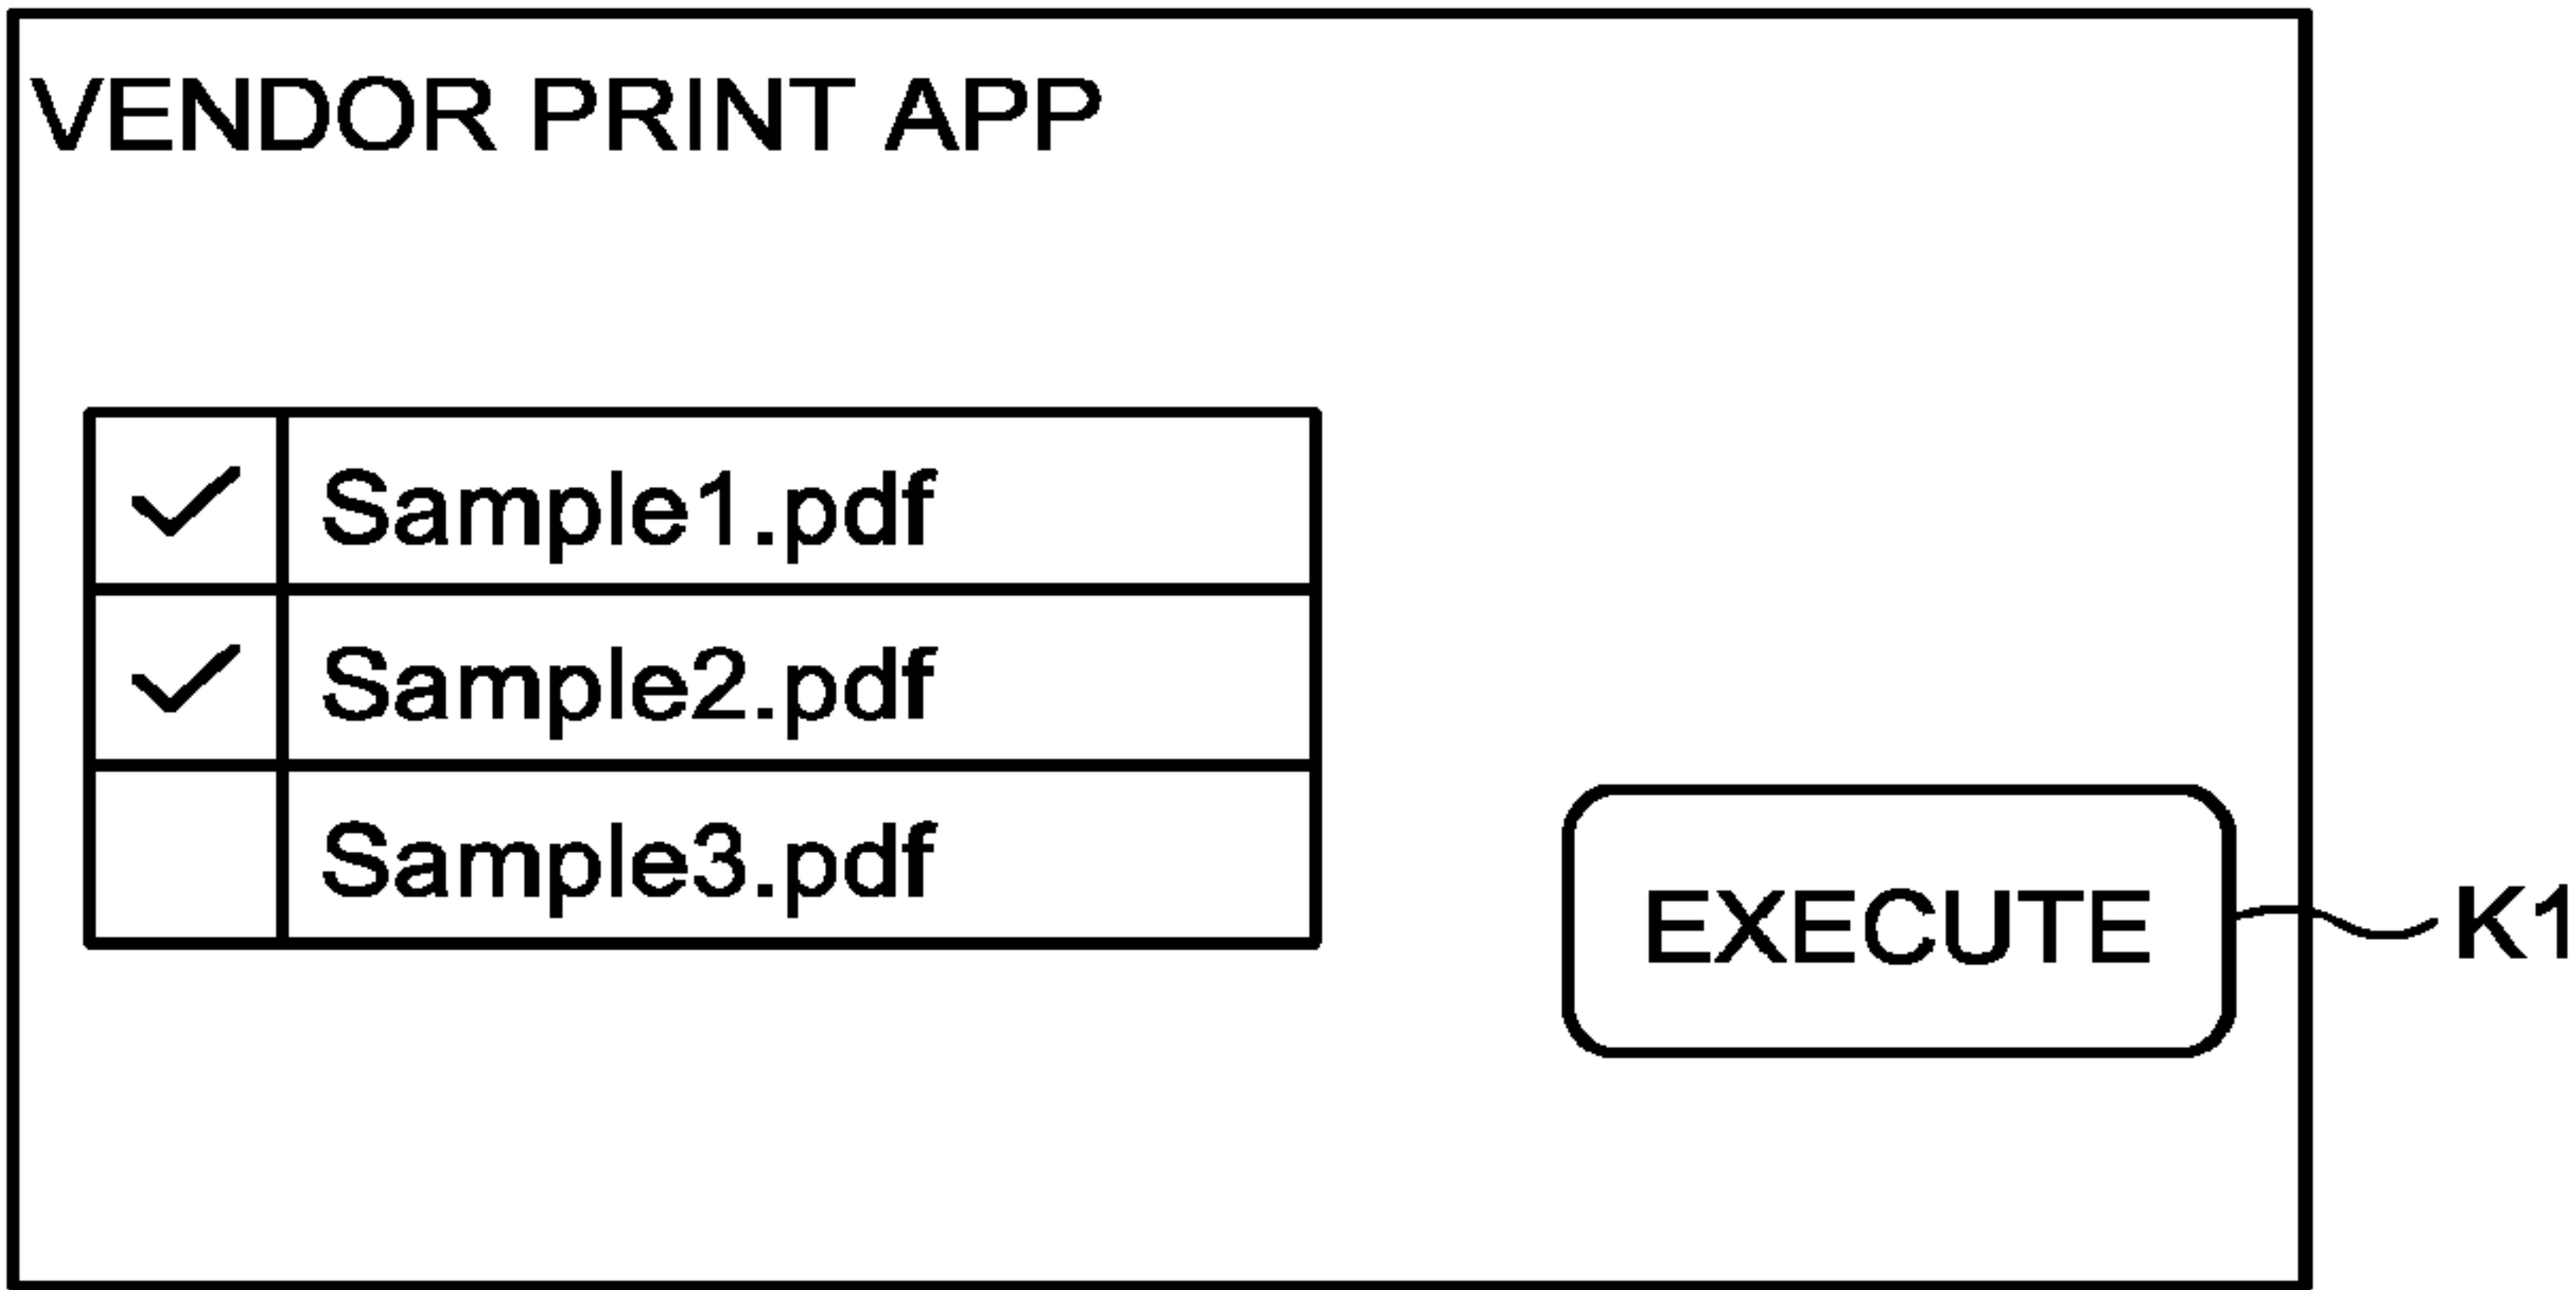 VENDOR PRINT APP
✓ Sample1.pdf
✓ Sample2.pdf
Sample3.pdf
EXECUTE
K1